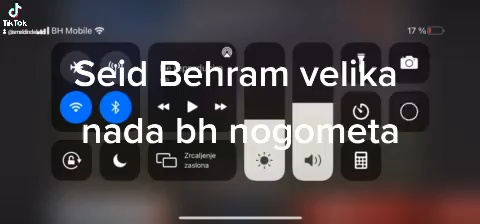 TikTok
BH Mobile
17 %
Seid Behram velika
nada bh nogometa
Zrcaljenje
zaslona